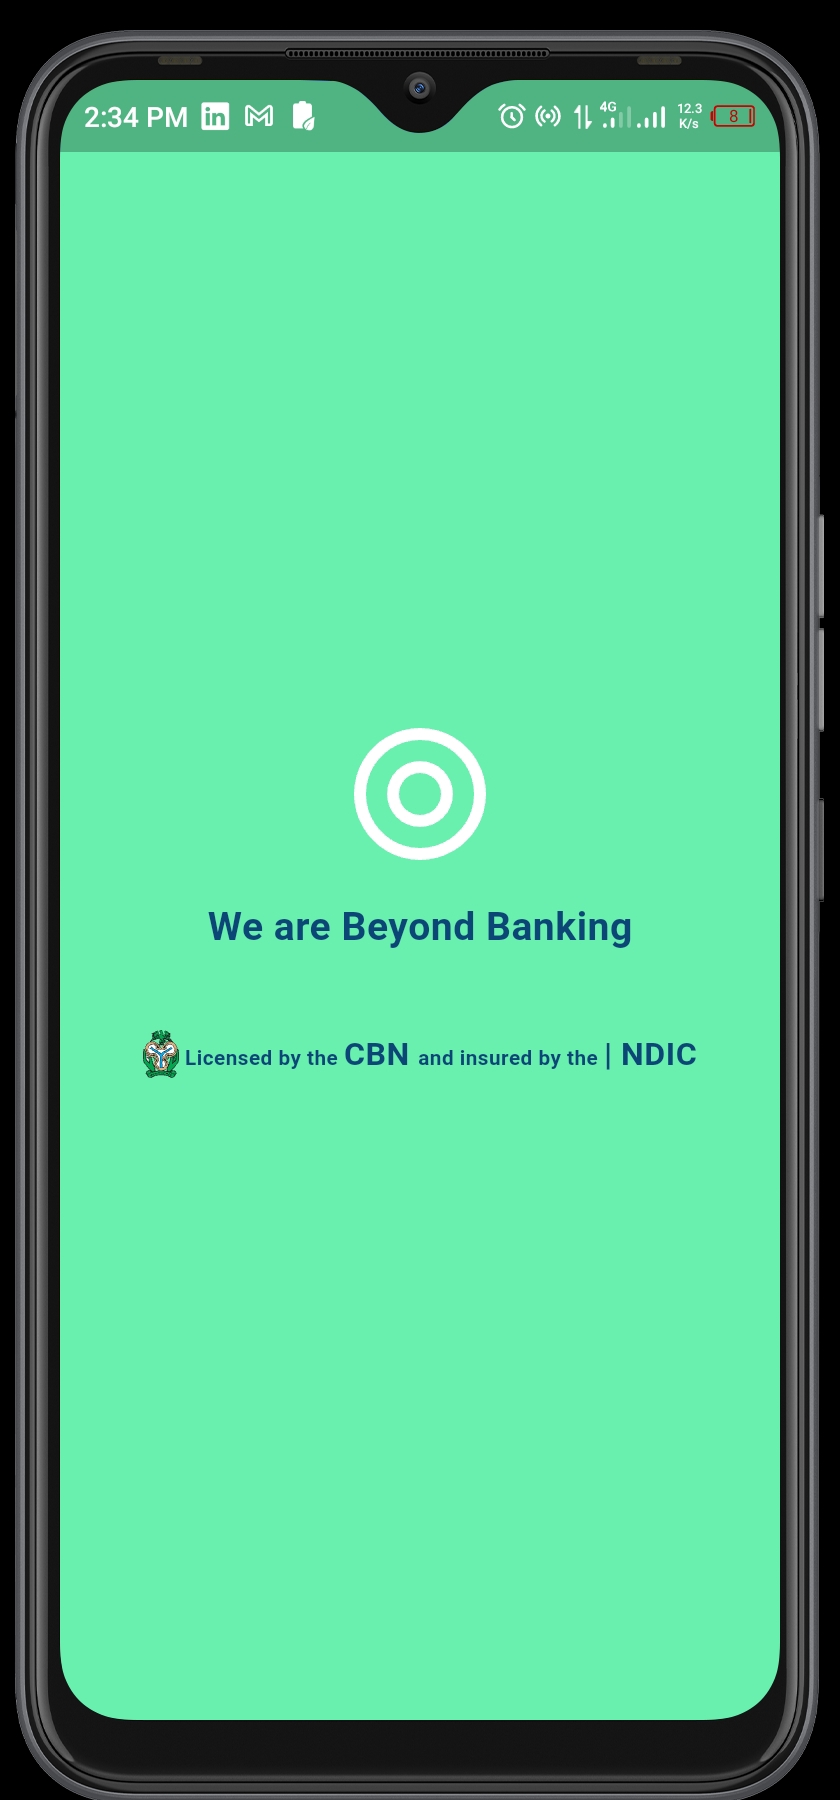 2:34 PM in 4G 12.3 K/s 8
We are Beyond Banking
Licensed by the CBN and insured by the | NDIC